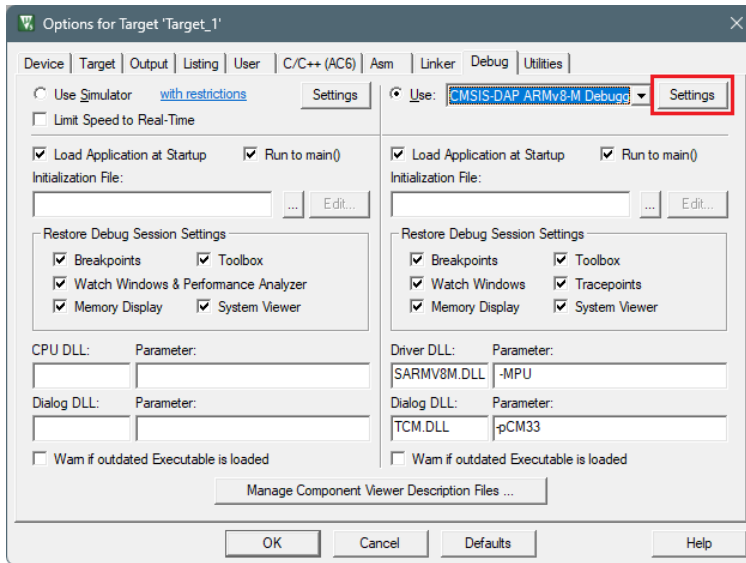 Options for Target 'Target_1'
Device Target Output Listing User C/C++ (AC6) Asm Linker Debug Utilities
Use Simulator with restrictions Settings Use: CMSIS-DAP ARMv8-M Debugg Settings
Limit Speed to Real-Time
Load Application at Startup Run to main() Load Application at Startup Run to main()
Initialization File: Initialization File:
... Edit... ... Edit...
Restore Debug Session Settings Restore Debug Session Settings
Breakpoints Toolbox Breakpoints Toolbox
Watch Windows & Performance Analyzer Watch Windows Tracepoints
Memory Display System Viewer Memory Display System Viewer
CPU DLL: Parameter: Driver DLL: Parameter:
SARMV8M.DLL -MPU
Dialog DLL: Parameter: Dialog DLL: Parameter:
TCM.DLL -pCM33
Warn if outdated Executable is loaded Warn if outdated Executable is loaded
Manage Component Viewer Description Files ...
OK Cancel Defaults Help